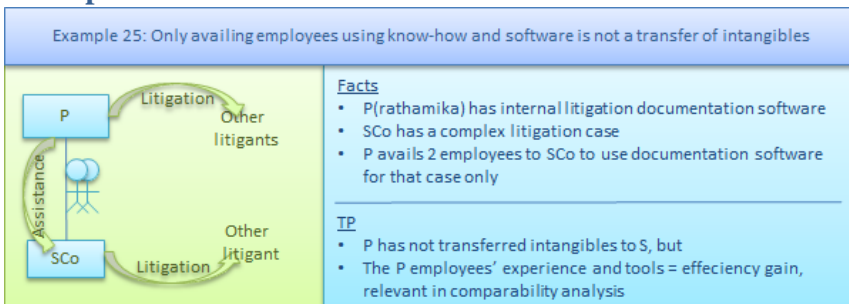 Example 25: Only availing employees using know-how and software is not a transfer of intangibles
P
Litigation
Other
litigants
Assistance
SCo
Litigation
Other
litigant
Facts
• P(rathamika) has internal litigation documentation software
• SCo has a complex litigation case
• P avails 2 employees to SCo to use documentation software
for that case only
TP
• P has not transferred intangibles to S, but
• The P employees' experience and tools = effeciency gain,
relevant in comparability analysis